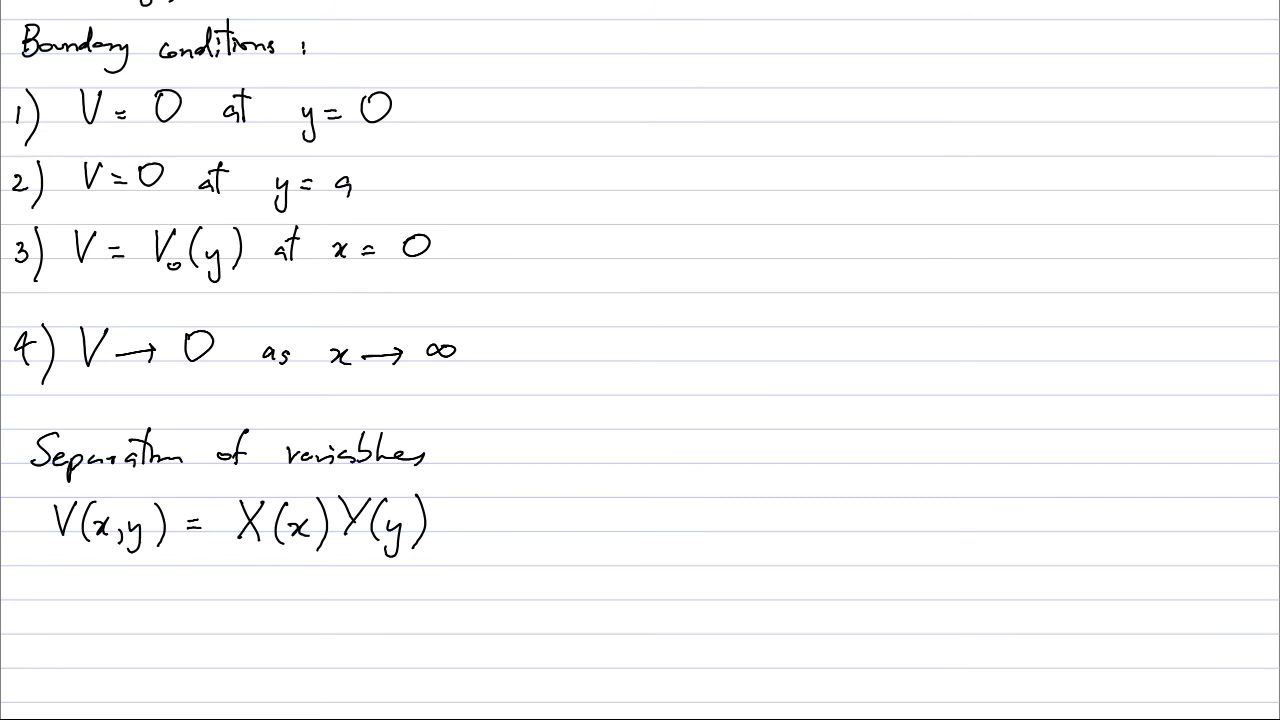 Boundary conditions :
1) V = 0 at y = 0
2) V = 0 at y = a
3) V = V₀(y) at x = 0
4) V → 0 as x → ∞
Separation of variables
V(x,y) = X(x)Y(y)